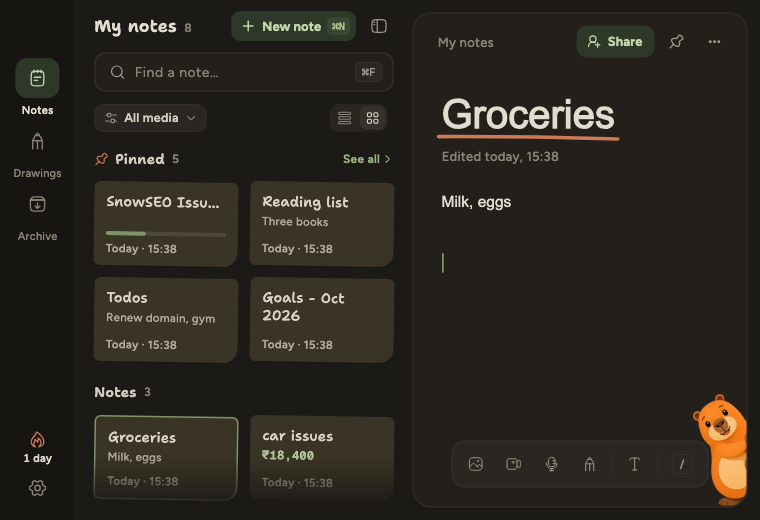 My notes 8
New note ⌘N
Find a note... ⌘F
All media
Notes
Drawings
Archive
Pinned 5
See all
SnowSEO Issu...
Today · 15:38
Reading list
Three books
Today · 15:38
Todos
Renew domain, gym
Today · 15:38
Goals - Oct
2026
Today · 15:38
Notes 3
Groceries
Milk, eggs
Today · 15:38
car issues
₹18,400
Today · 15:38
1 day
My notes
Share
Groceries
Edited today, 15:38
Milk, eggs
T
/